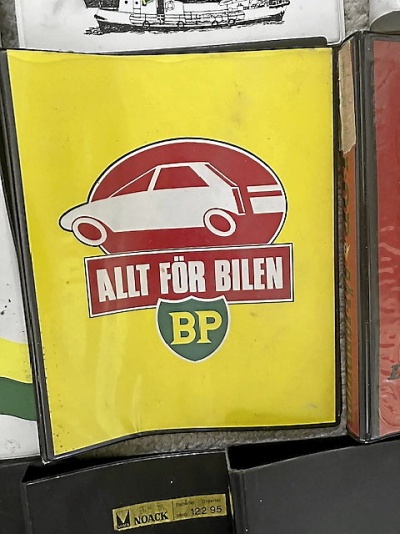 ALLT FÖR BILEN
BP
NOACK
122 95